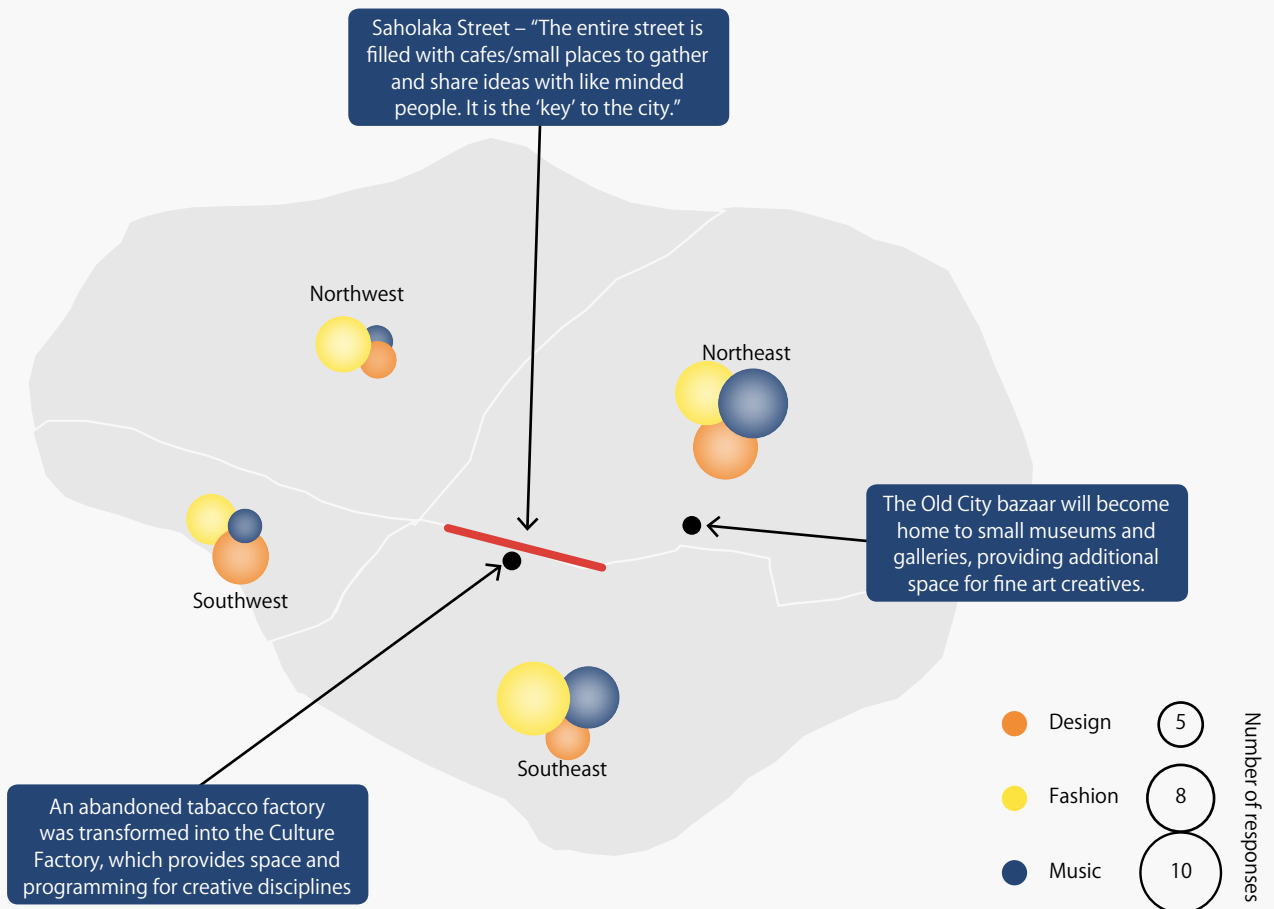 Saholaka Street – “The entire street is
filled with cafes/small places to gather
and share ideas with like minded
people. It is the ‘key’ to the city.”
Northwest
Northeast
The Old City bazaar will become
home to small museums and
galleries, providing additional
space for fine art creatives.
Southwest
Southeast
An abandoned tabacco factory
was transformed into the Culture
Factory, which provides space and
programming for creative disciplines
Design
5
Fashion
8
Music
10
Number of responses